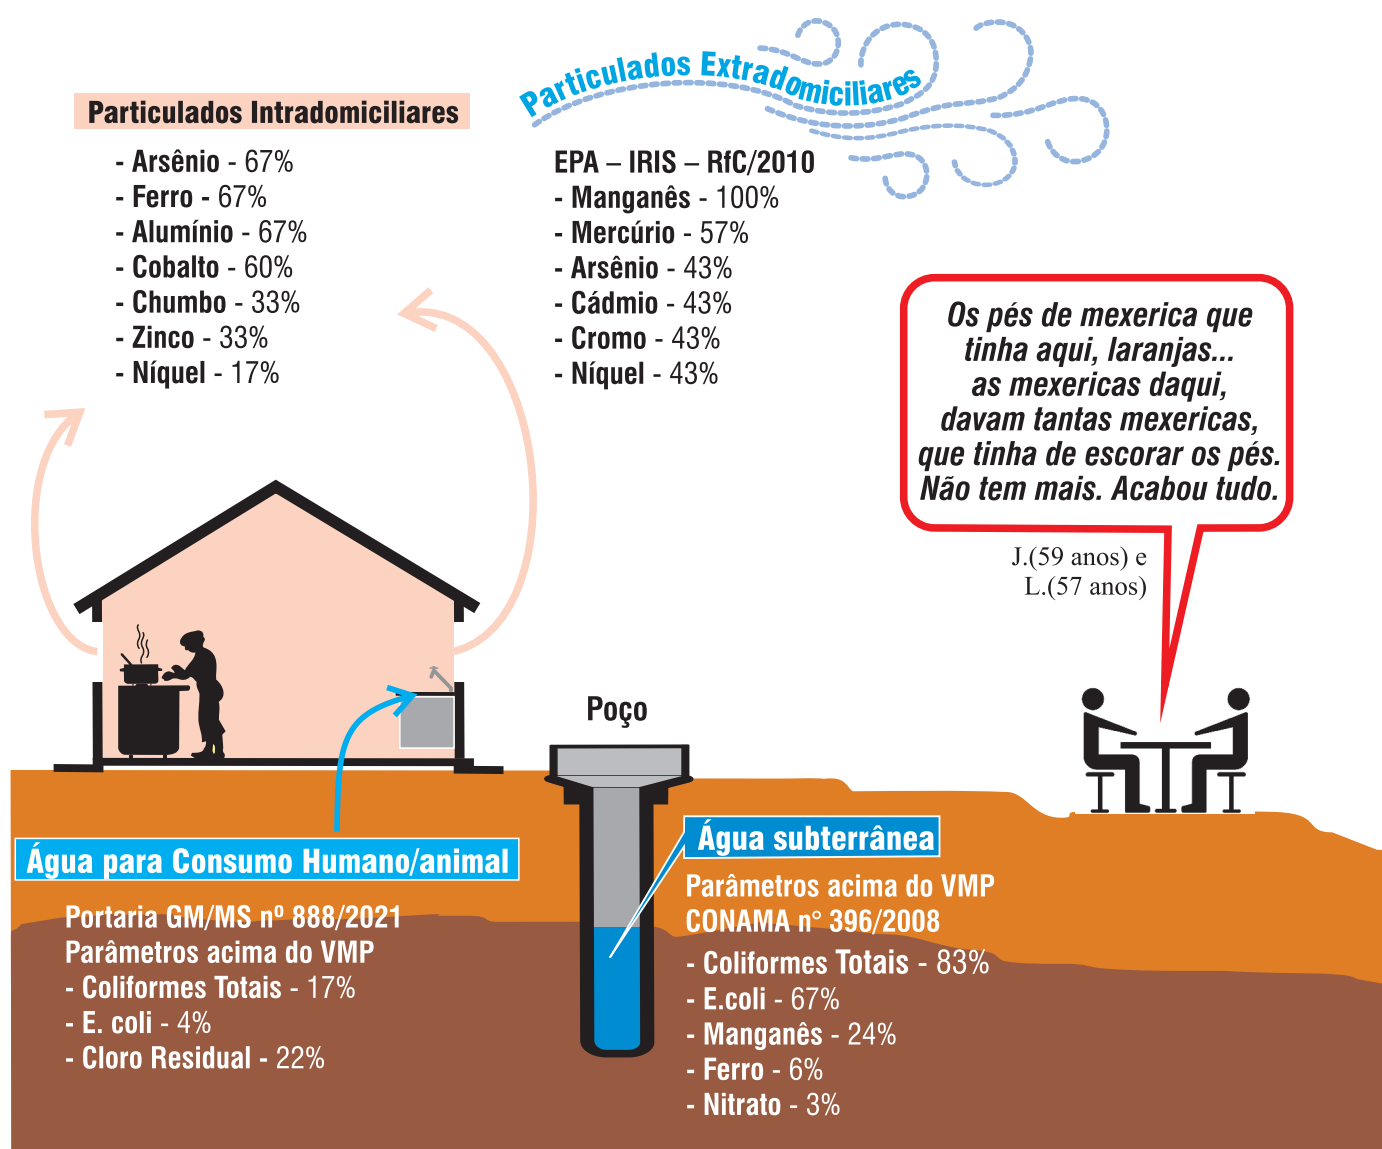 Particulados Extradomiciliares
Particulados Intradomiciliares
- Arsênio - 67%
- Ferro - 67%
- Alumínio - 67%
- Cobalto - 60%
- Chumbo - 33%
- Zinco - 33%
- Níquel - 17%
EPA – IRIS – RfC/2010
- Manganês - 100%
- Mercúrio - 57%
- Arsênio - 43%
- Cádmio - 43%
- Cromo - 43%
- Níquel - 43%
Os pés de mexerica que
tinha aqui, laranjas...
as mexericas daqui,
davam tantas mexericas,
que tinha de escorar os pés.
Não tem mais. Acabou tudo.
J.(59 anos) e
L.(57 anos)
Poço
Água para Consumo Humano/animal
Portaria GM/MS nº 888/2021
Parâmetros acima do VMP
- Coliformes Totais - 17%
- E. coli - 4%
- Cloro Residual - 22%
Água subterrânea
Parâmetros acima do VMP
CONAMA n° 396/2008
- Coliformes Totais - 83%
- E.coli - 67%
- Manganês - 24%
- Ferro - 6%
- Nitrato - 3%